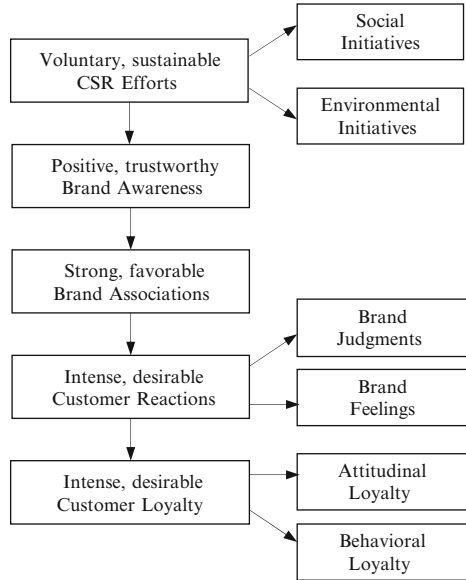 Social
Initiatives
Voluntary, sustainable
CSR Efforts
Environmental
Initiatives
Positive, trustworthy
Brand Awareness
Strong, favorable
Brand Associations
Brand
Judgments
Intense, desirable
Customer Reactions
Brand
Feelings
Intense, desirable
Customer Loyalty
Attitudinal
Loyalty
Behavioral
Loyalty